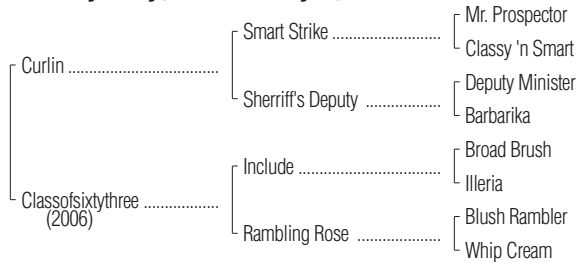 Mr. Prospector
Smart Strike ........................
Classy 'n Smart
Curlin ...................................
Deputy Minister
Sherriff's Deputy ..................
Barbarika
Broad Brush
Include .................................
Illeria
Classofsixtythree .................
(2006)
Blush Rambler
Rambling Rose ...................
Whip Cream